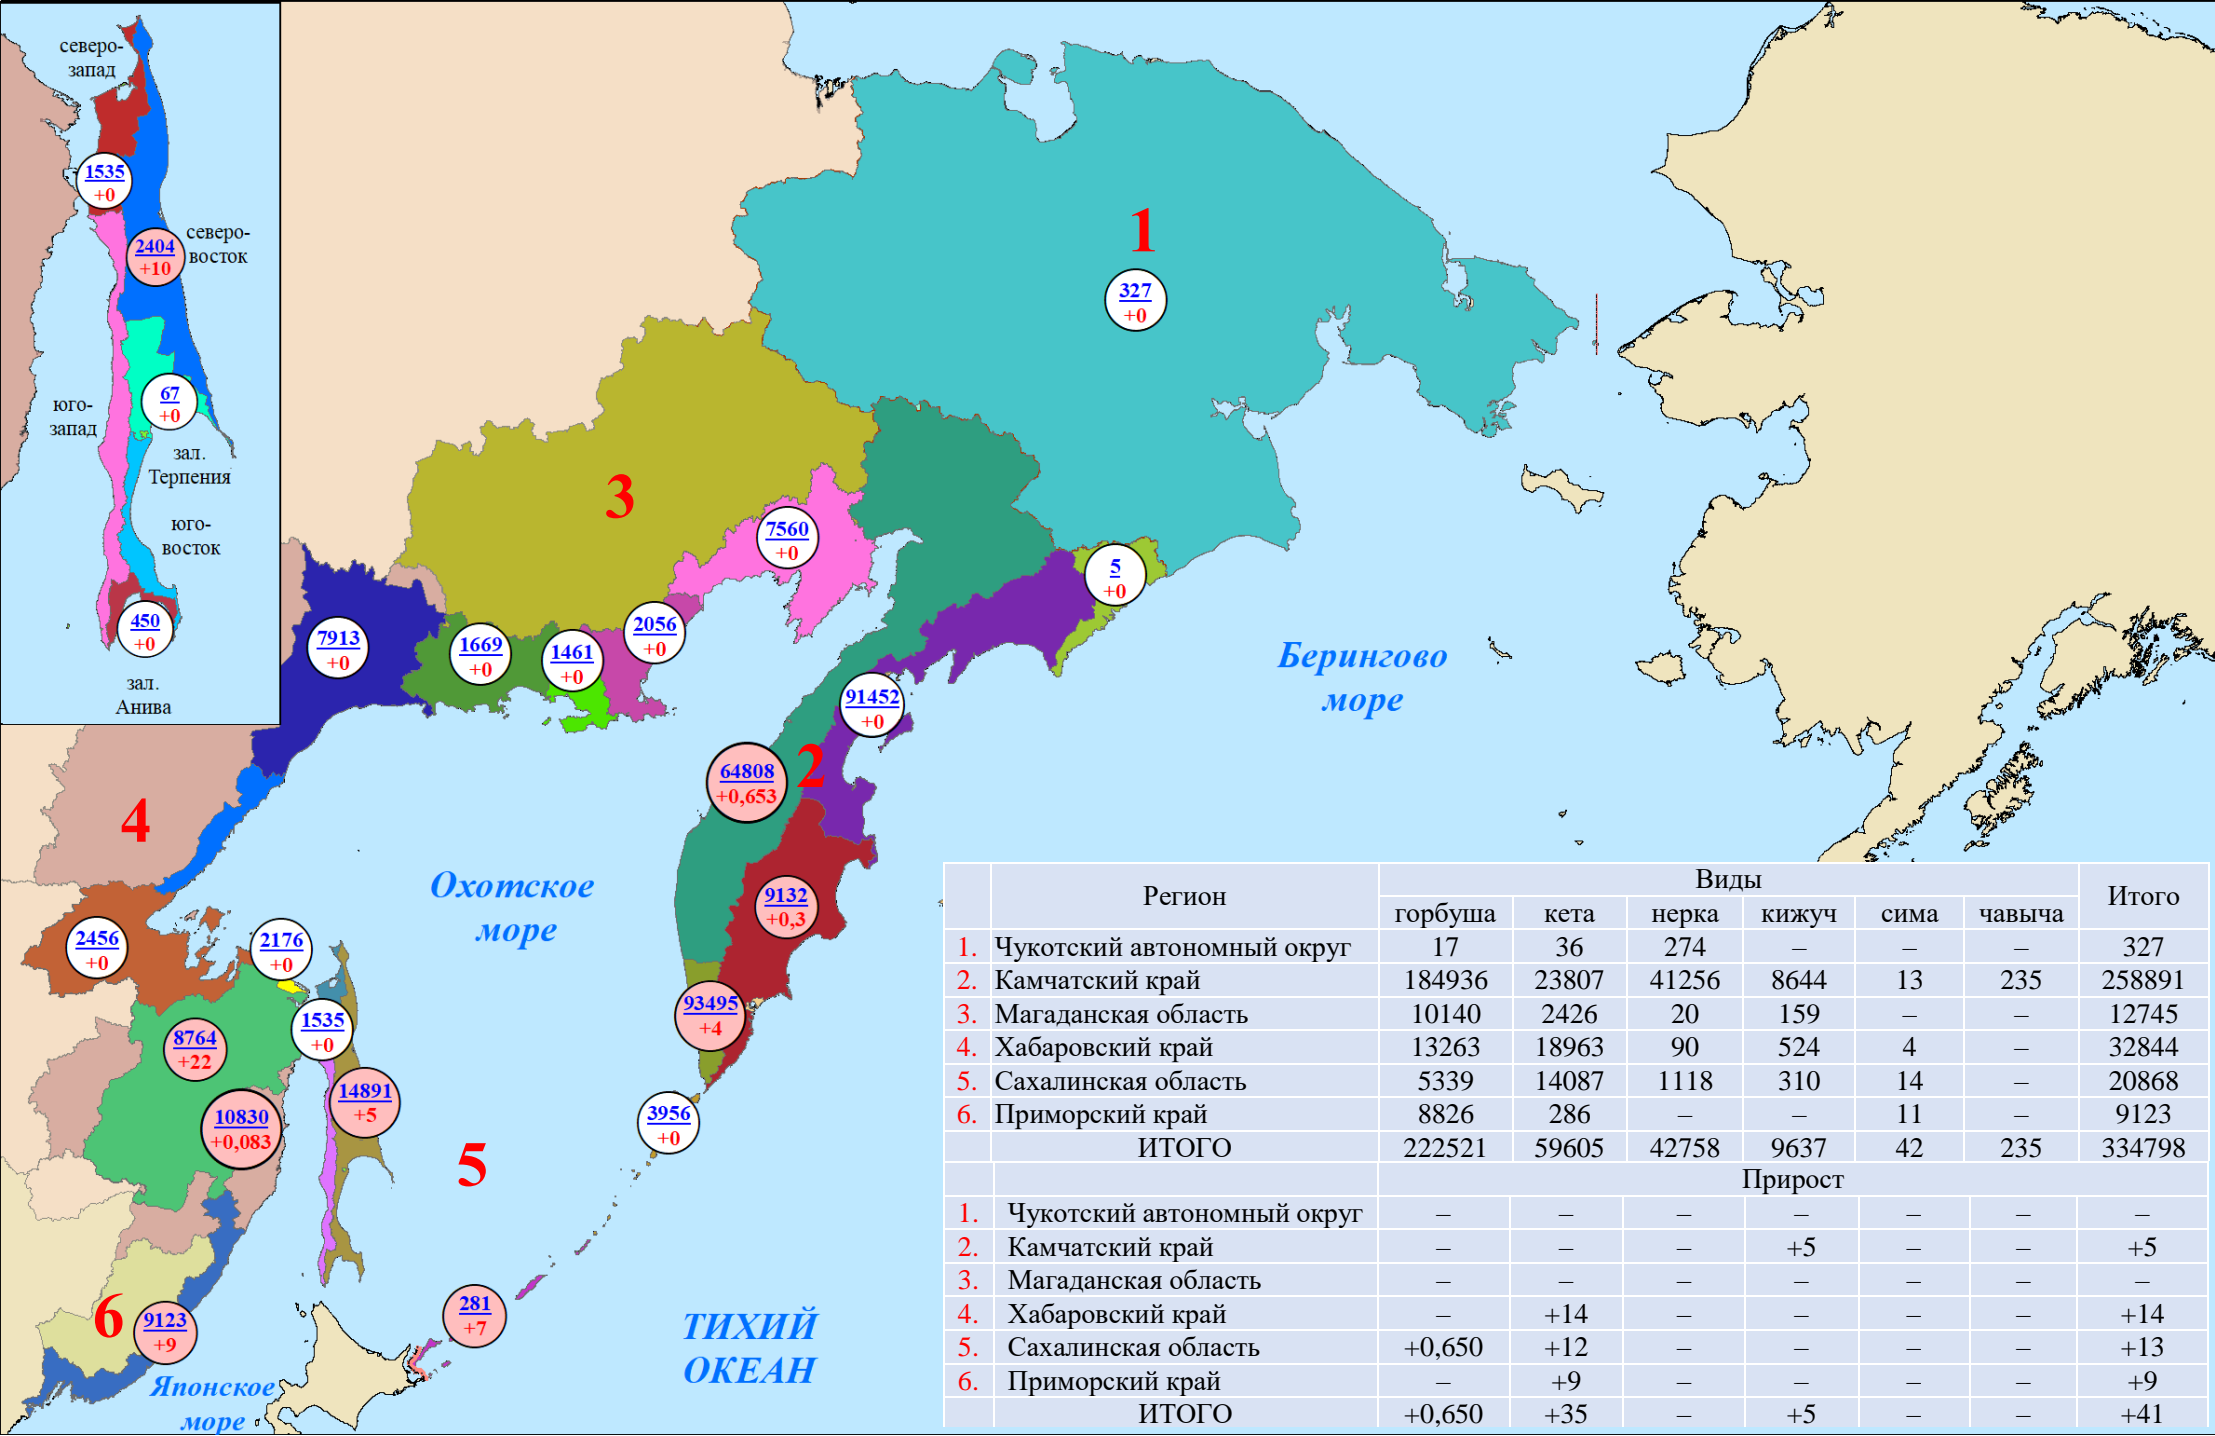 северо-
запад
1535
+0
2404
+10
северо-
восток
67
+0
юго-
запад
зал.
Терпения
юго-
восток
450
+0
зал.
Анива
1
327
+0
3
7560
+0
5
+0
7913
+0
1669
+0
1461
+0
2056
+0
91452
+0
Берингово
море
64808
+0,653
2
4
Охотское
море
9132
+0,3
2456
+0
2176
+0
93495
+4
1535
+0
8764
+22
14891
+5
10830
+0,083
3956
+0
5
281
+7
6
9123
+9
ТИХИЙ
ОКЕАН
Японское
море
Регион Виды Итого
горбуша кета нерка кижуч сима чавыча
1. Чукотский автономный округ 17 36 274 – – – 327
2. Камчатский край 184936 23807 41256 8644 13 235 258891
3. Магаданская область 10140 2426 20 159 – – 12745
4. Хабаровский край 13263 18963 90 524 4 – 32844
5. Сахалинская область 5339 14087 1118 310 14 – 20868
6. Приморский край 8826 286 – – 11 – 9123
ИТОГО 222521 59605 42758 9637 42 235 334798
Прирост
1. Чукотский автономный округ – – – – – – –
2. Камчатский край – – – +5 – – +5
3. Магаданская область – – – – – – –
4. Хабаровский край – +14 – – – – +14
5. Сахалинская область +0,650 +12 – – – – +13
6. Приморский край – +9 – – – – +9
ИТОГО +0,650 +35 – +5 – – +41